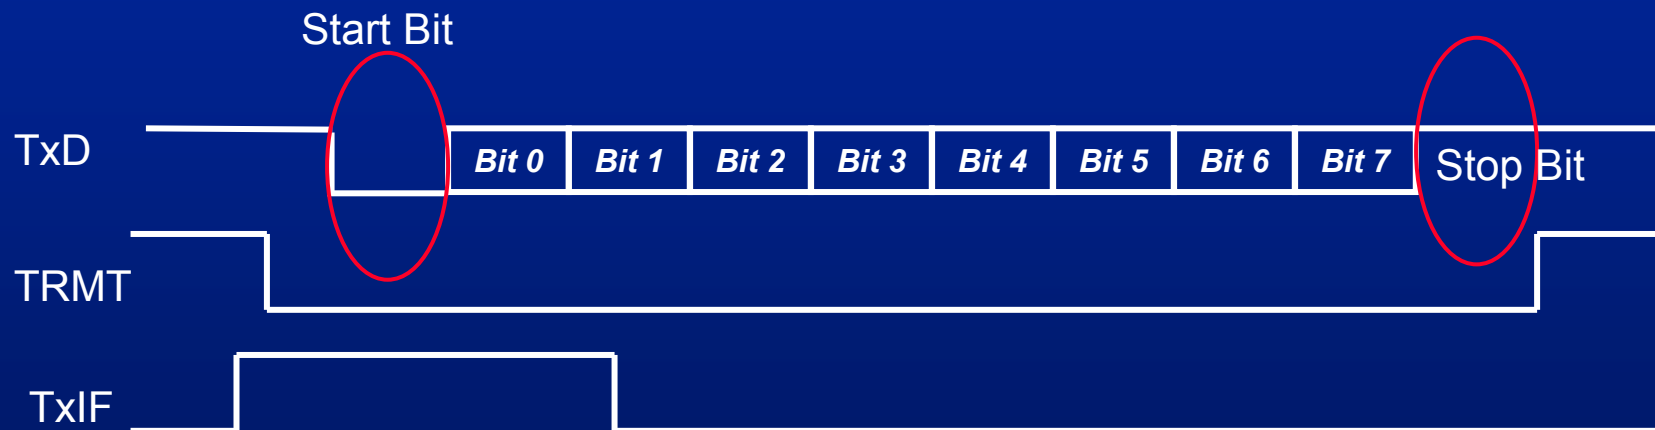 Start Bit
TxD
Bit 0 Bit 1 Bit 2 Bit 3 Bit 4 Bit 5 Bit 6 Bit 7 Stop Bit
TRMT
TxIF